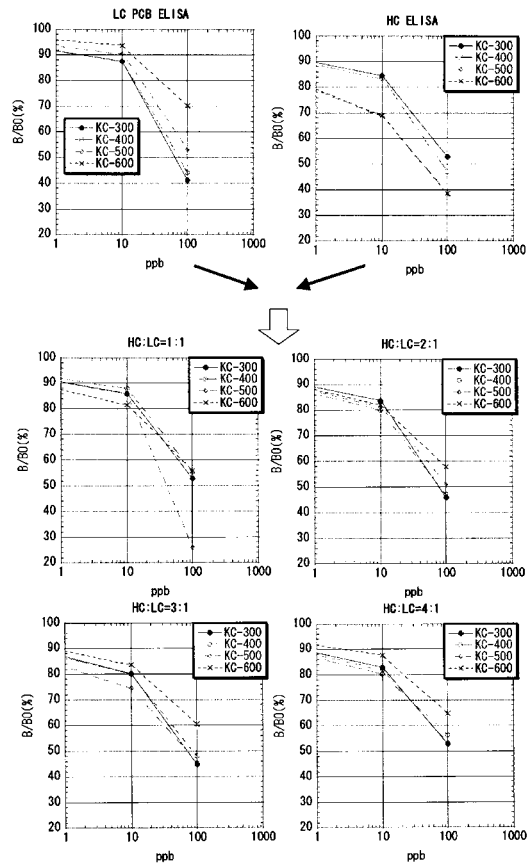 LC PCB ELISA
100
90
80
70
60
50
40
30
20
B/B0(%)
KC-300
KC-400
KC-500
KC-600
1
10
100
1000
ppb
HC ELISA
100
90
80
70
60
50
40
30
20
B/B0(%)
KC-300
KC-400
KC-500
KC-600
1
10
100
1000
ppb
HC:LC=1:1
100
90
80
70
60
50
40
30
20
B/B0(%)
KC-300
KC-400
KC-500
KC-600
1
10
100
1000
ppb
HC:LC=2:1
100
90
80
70
60
50
40
30
20
B/B0(%)
KC-300
KC-400
KC-500
KC-600
1
10
100
1000
ppb
HC:LC=3:1
100
90
80
70
60
50
40
30
20
B/B0(%)
KC-300
KC-400
KC-500
KC-600
1
10
100
1000
ppb
HC:LC=4:1
100
90
80
70
60
50
40
30
20
B/B0(%)
KC-300
KC-400
KC-500
KC-600
1
10
100
1000
ppb